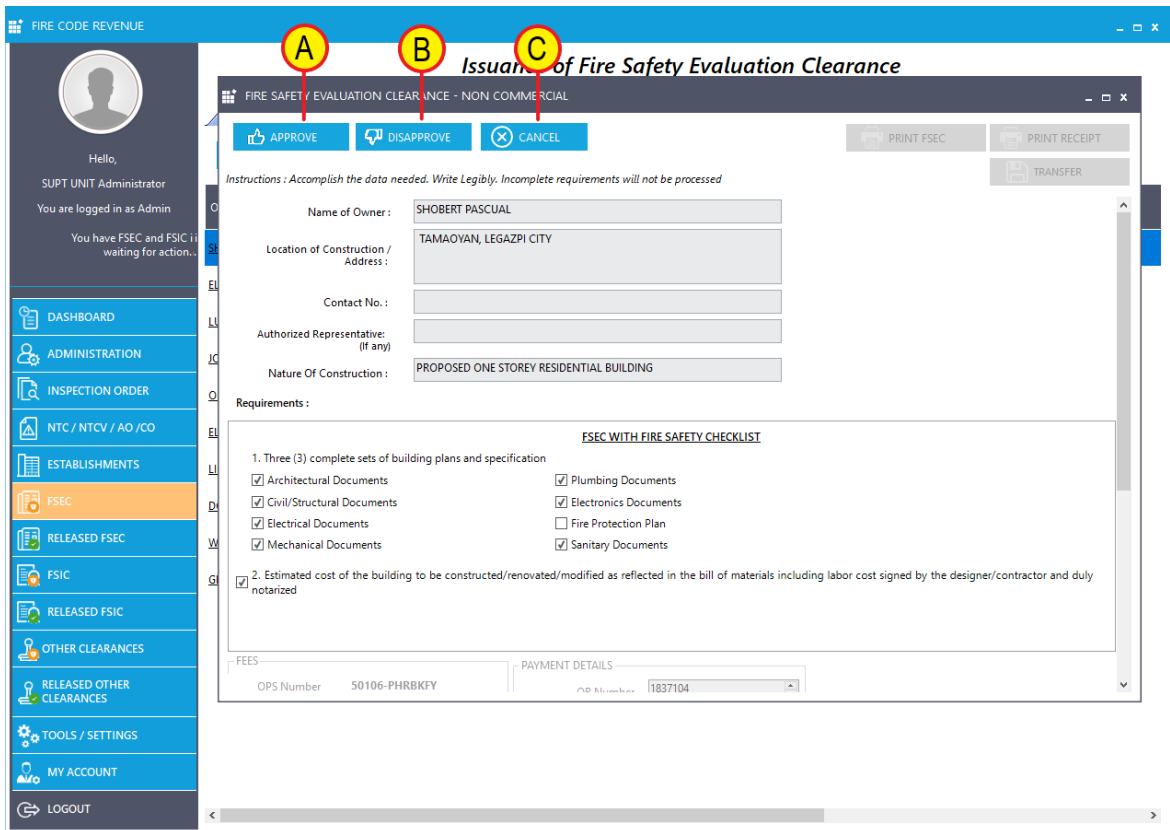 FIRE CODE REVENUE
A
B
C
Issuance of Fire Safety Evaluation Clearance
FIRE SAFETY EVALUATION CLEARANCE - NON COMMERCIAL
APPROVE
DISAPPROVE
CANCEL
PRINT FSEC
PRINT RECEIPT
TRANSFER
Hello,
SUPT UNIT Administrator
You are logged in as Admin
You have FSEC and FSIC
waiting for action..
Instructions : Accomplish the data needed. Write Legibly. Incomplete requirements will not be processed
Name of Owner : SHOBERT PASCUAL
Location of Construction / TAMAOYAN, LEGAZPI CITY
Address :
Contact No. :
Authorized Representative:
(If any)
Nature Of Construction : PROPOSED ONE STOREY RESIDENTIAL BUILDING
Requirements :
FSEC WITH FIRE SAFETY CHECKLIST
1. Three (3) complete sets of building plans and specification
Architectural Documents
Plumbing Documents
Civil/Structural Documents
Electronics Documents
Electrical Documents
Fire Protection Plan
Mechanical Documents
Sanitary Documents
2. Estimated cost of the building to be constructed/renovated/modified as reflected in the bill of materials including labor cost signed by the designer/contractor and duly
notarized
FEES
OPS Number 50106-PHRBKFY
PAYMENT DETAILS
OR Number 1837104
DASHBOARD
ADMINISTRATION
INSPECTION ORDER
NTC / NTCV / AO /CO
ESTABLISHMENTS
FSEC
RELEASED FSEC
FSIC
RELEASED FSIC
OTHER CLEARANCES
RELEASED OTHER
CLEARANCES
TOOLS / SETTINGS
MY ACCOUNT
LOGOUT